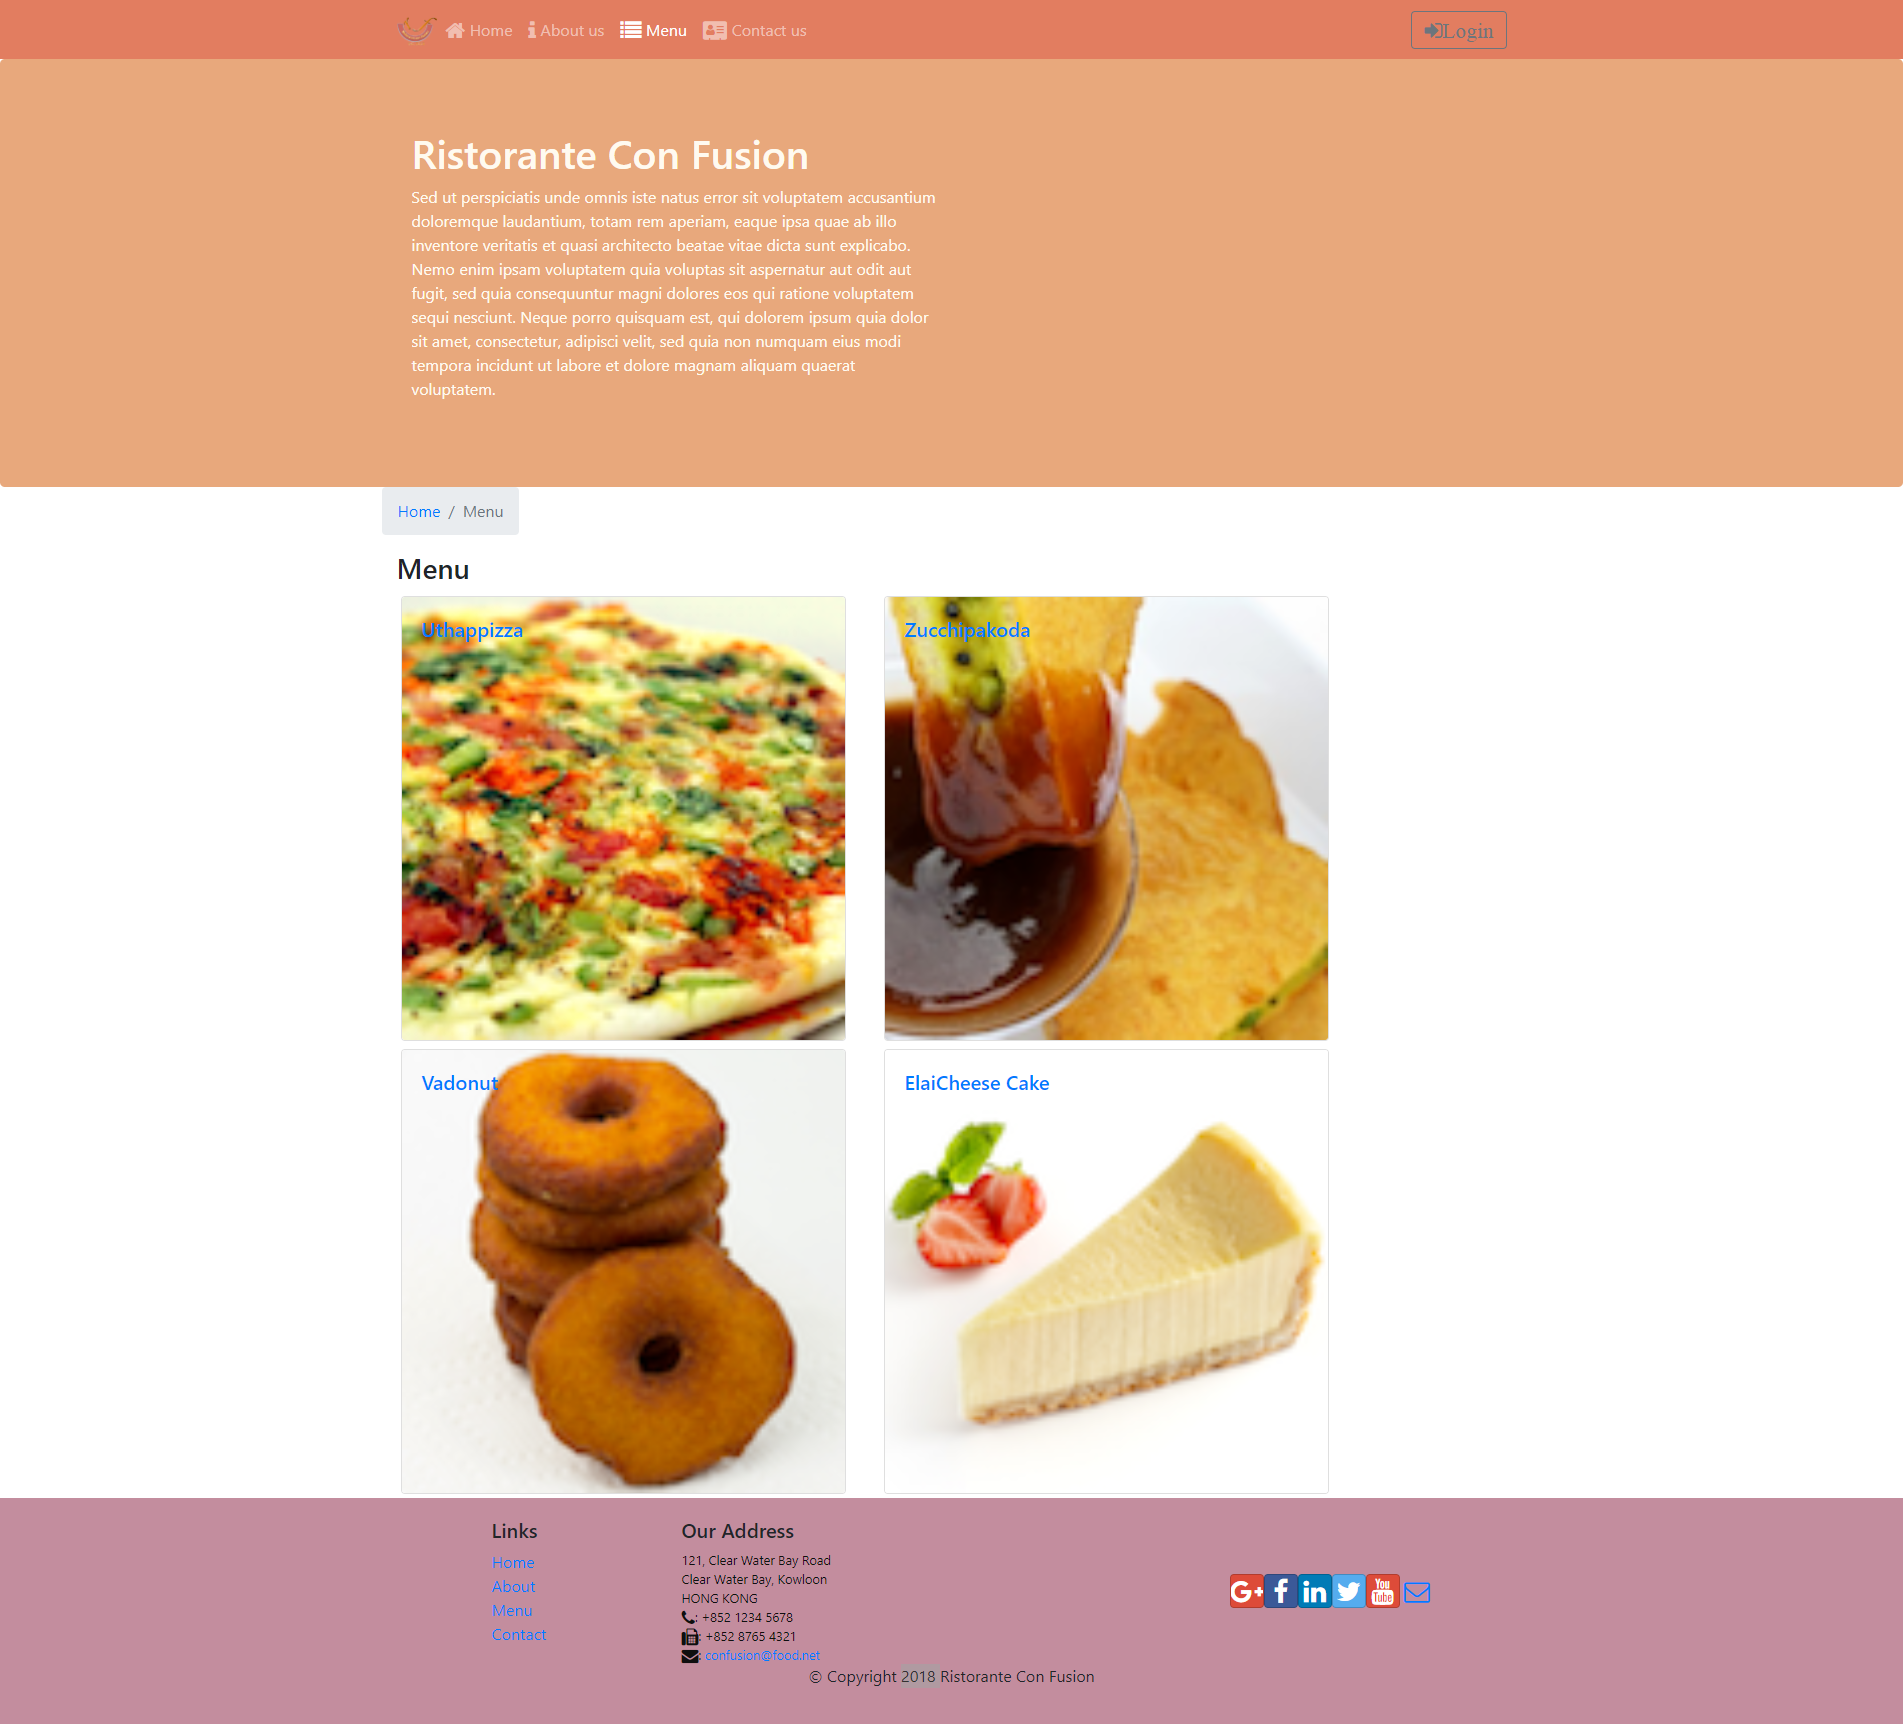 Home About us Menu Contact us Login
Ristorante Con Fusion
Sed ut perspiciatis unde omnis iste natus error sit voluptatem accusantium
doloremque laudantium, totam rem aperiam, eaque ipsa quae ab illo
inventore veritatis et quasi architecto beatae vitae dicta sunt explicabo.
Nemo enim ipsam voluptatem quia voluptas sit aspernatur aut odit aut
fugit, sed quia consequuntur magni dolores eos qui ratione voluptatem
sequi nesciunt. Neque porro quisquam est, qui dolorem ipsum quia dolor
sit amet, consectetur, adipisci velit, sed quia non numquam eius modi
tempora incidunt ut labore et dolore magnam aliquam quaerat
voluptatem.
Home / Menu
Menu
Uthappizza
Zucchipakoda
Vadonut
ElaiCheese Cake
Links
Home
About
Menu
Contact
Our Address
121, Clear Water Bay Road
Clear Water Bay, Kowloon
HONG KONG
: +852 1234 5678
: +852 8765 4321
: confusion@food.net
G+ f in You Tube
© Copyright 2018 Ristorante Con Fusion